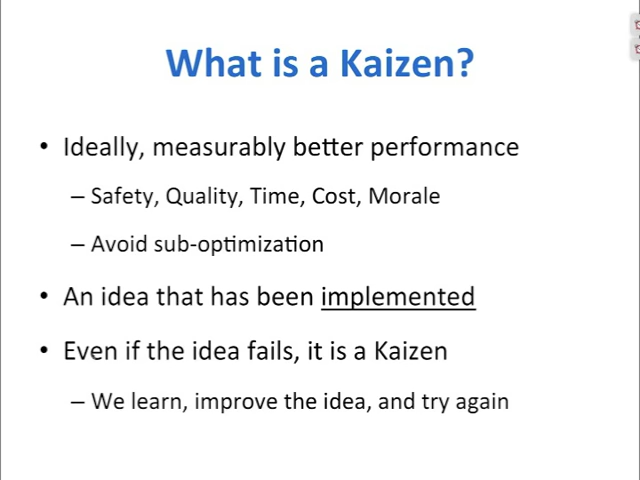 What is a Kaizen?
• Ideally, measurably better performance
– Safety, Quality, Time, Cost, Morale
– Avoid sub-optimization
• An idea that has been implemented
• Even if the idea fails, it is a Kaizen
– We learn, improve the idea, and try again